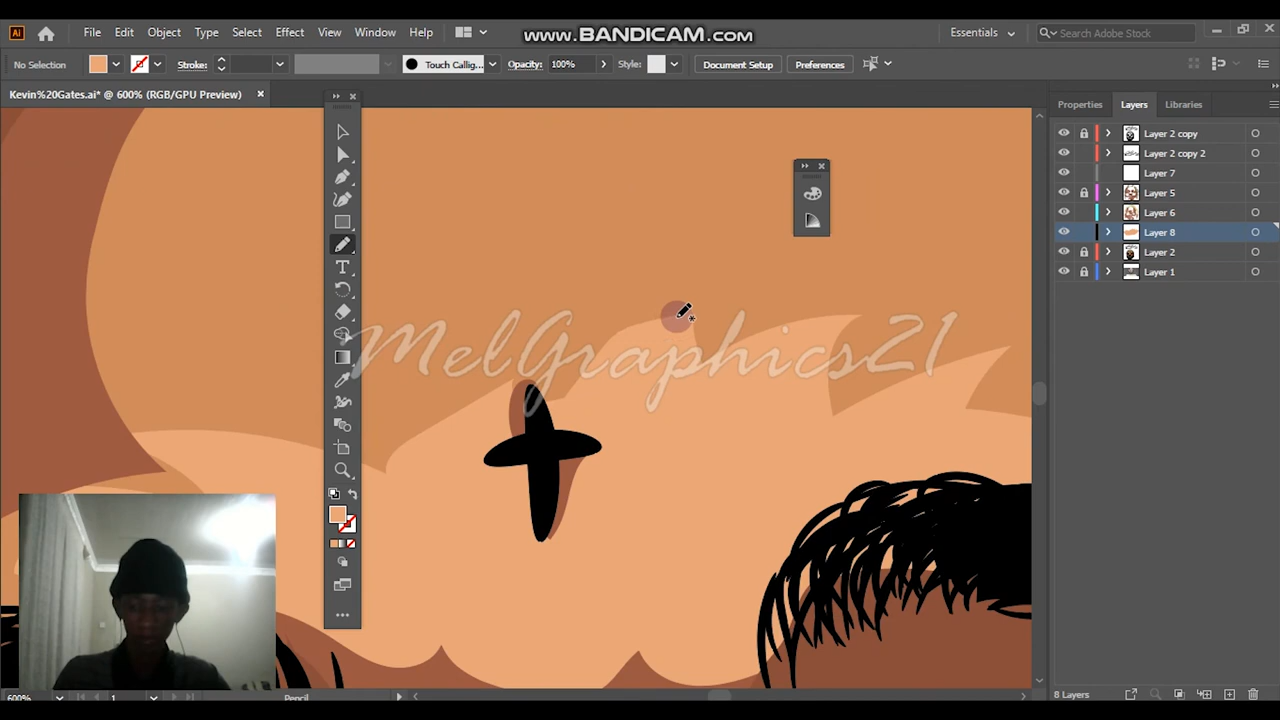 Ai File Edit Object Type Select Effect View Window Help www.BANDICAM.com Essentials Search Adobe Stock
No Selection Stroke: Touch Callig... Opacity: 100% Style: Document Setup Preferences
Kevin%20Gates.ai* @ 600% (RGB/GPU Preview)
Properties Layers Libraries
Layer 2 copy
Layer 2 copy 2
Layer 7
Layer 5
Layer 6
Layer 8
Layer 2
Layer 1
MelGraphics21
600% 1 Pencil 8 Layers